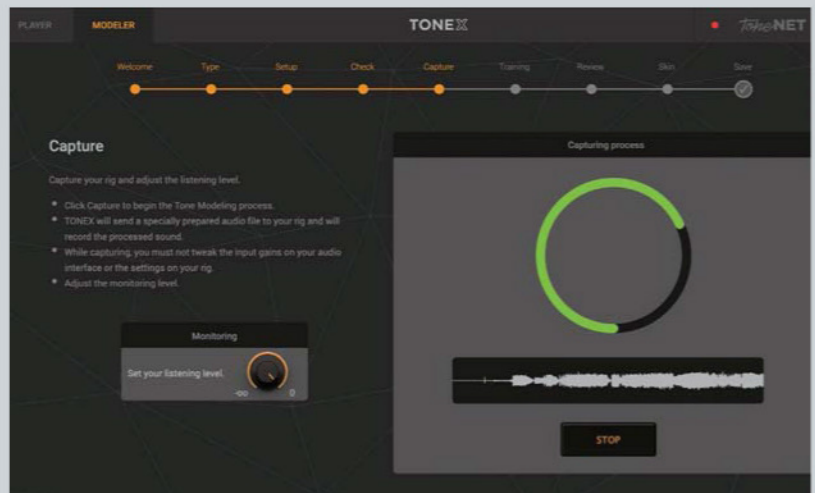 PLAYER MODELER TONEX ToneNET
Welcome Type Setup Check Capture Training Review Skin Save
Capture
Capture your rig and adjust the listening level.
Click Capture to begin the Tone Modeling process.
TONEX will send a specially prepared audio file to your rig and will
record the processed sound.
While capturing, you must not tweak the input gains on your audio
interface or the settings on your rig.
Adjust the monitoring level.
Monitoring
Set your listening level.
-oo 0
Capturing process
STOP